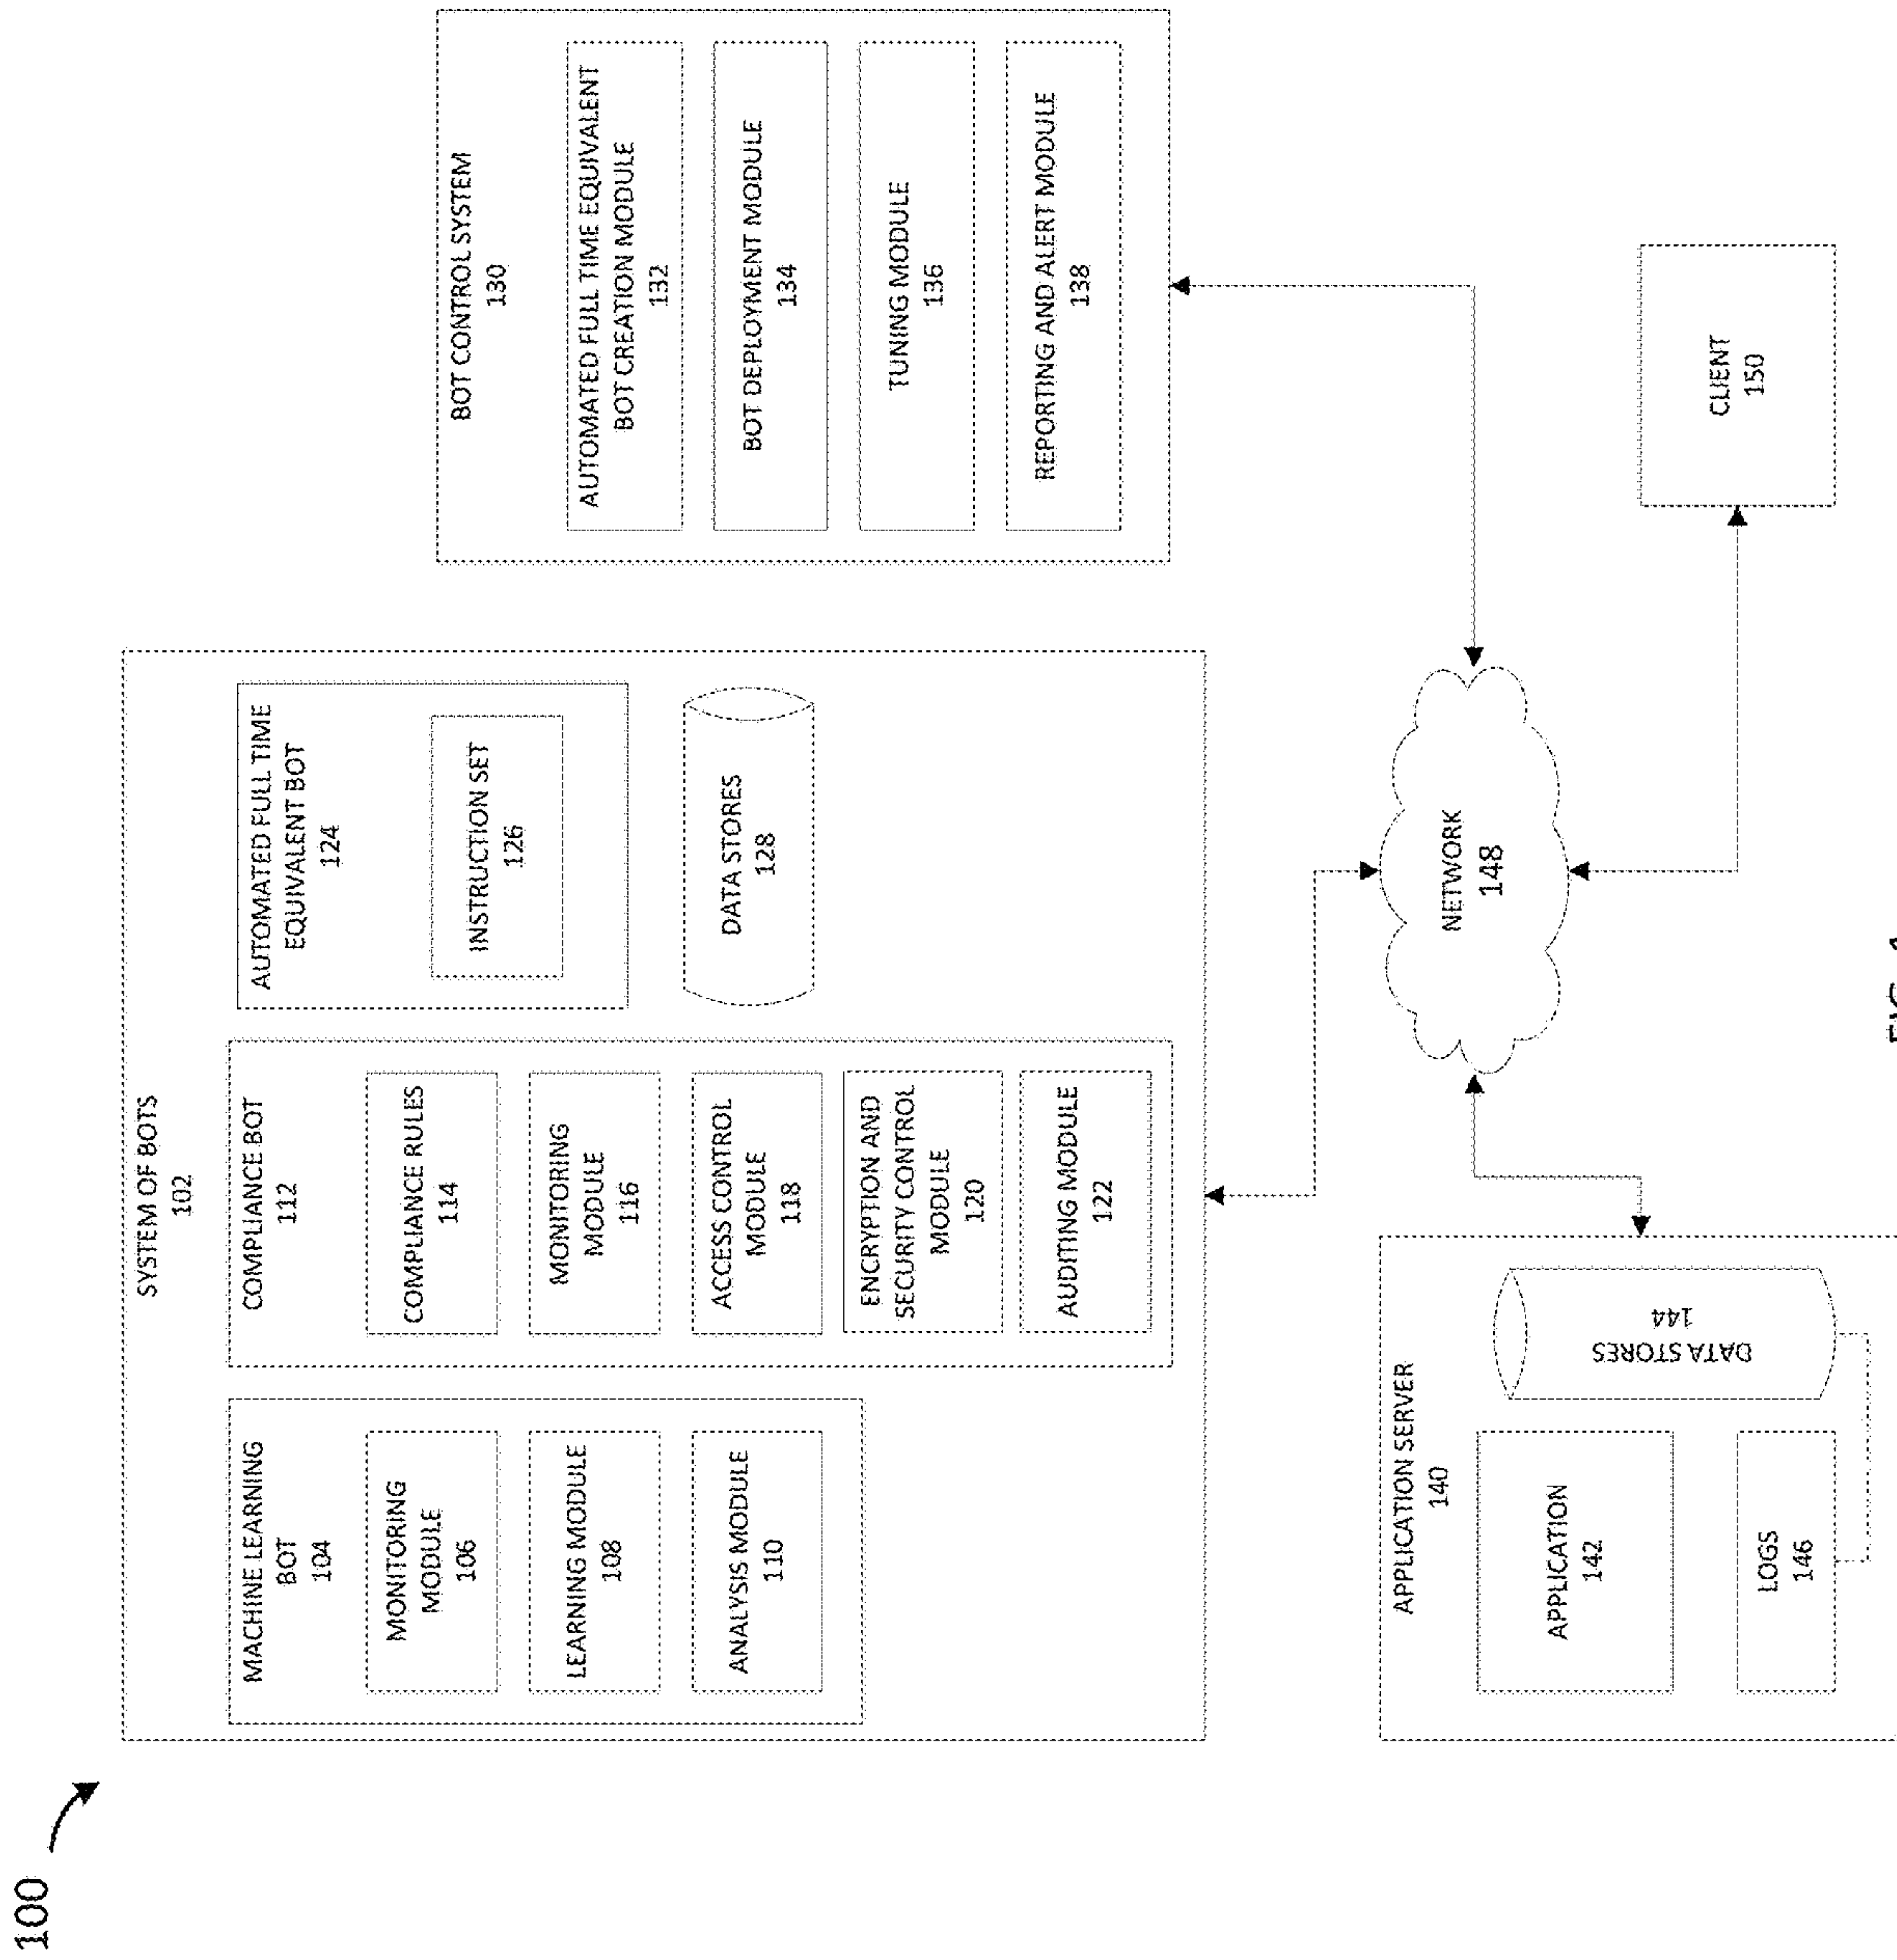 100
SYSTEM OF BOTS
102
MACHINE LEARNING
BOT
104
MONITORING
MODULE
106
LEARNING MODULE
108
ANALYSIS MODULE
110
COMPLIANCE BOT
112
COMPLIANCE RULES
114
MONITORING
MODULE
116
ACCESS CONTROL
MODULE
118
ENCRYPTION AND
SECURITY CONTROL
MODULE
120
AUDITING MODULE
122
AUTOMATED FULL TIME
EQUIVALENT BOT
124
INSTRUCTION SET
126
DATA STORES
128
BOT CONTROL SYSTEM
130
AUTOMATED FULL TIME EQUIVALENT
BOT CREATION MODULE
132
BOT DEPLOYMENT MODULE
134
TUNING MODULE
136
REPORTING AND ALERT MODULE
138
APPLICATION SERVER
140
APPLICATION
142
DATA STORES
144
LOGS
146
NETWORK
148
CLIENT
150